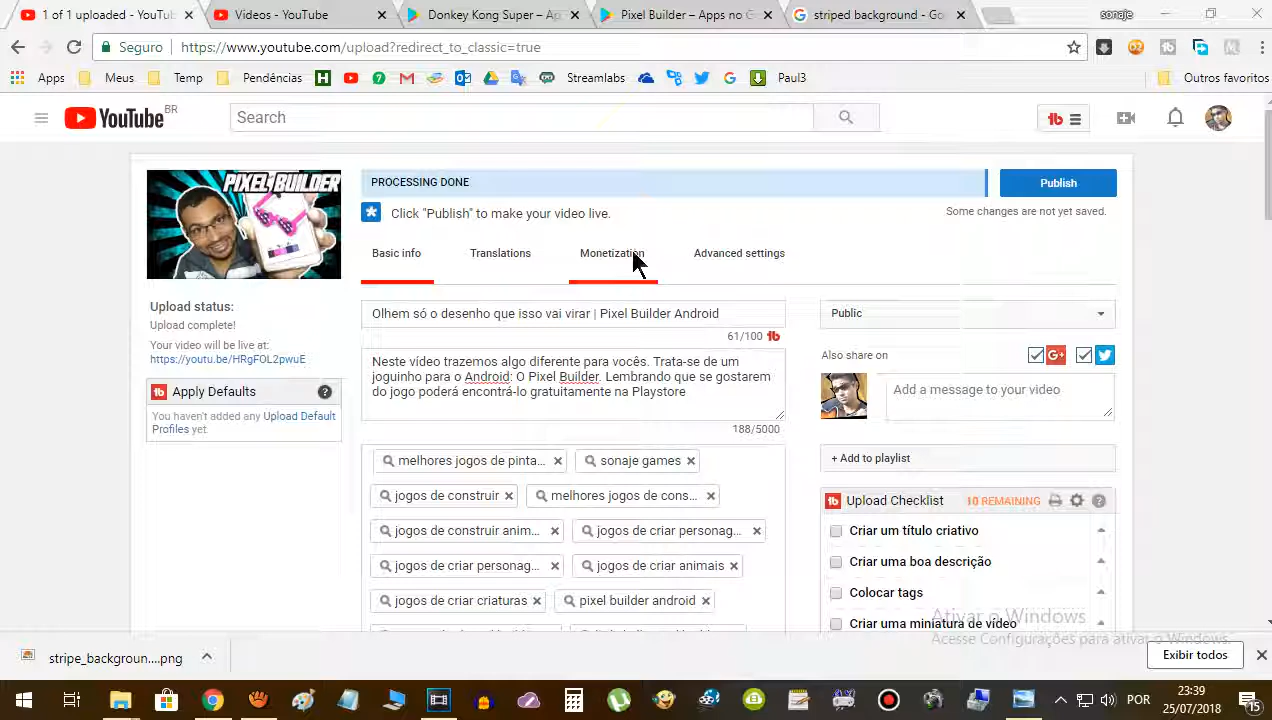 1 of 1 uploaded - YouTub
Videos - YouTube
Donkey Kong Super – Ap
Pixel Builder – Apps no G
striped background - Go
sonaje
Seguro
https://www.youtube.com/upload?redirect_to_classic=true
Apps
Meus
Temp
Pendências
Streamlabs
Paul3
Outros favoritos
YouTube BR
Search
PIXEL BUILDER
PROCESSING DONE
Publish
Click "Publish" to make your video live.
Some changes are not yet saved.
Basic info
Translations
Monetization
Advanced settings
Upload status:
Upload complete!
Your video will be live at:
https://youtu.be/HRgFOL2pwuE
Apply Defaults
You haven't added any Upload Default
Profiles yet.
Olhem só o desenho que isso vai virar | Pixel Builder Android
61/100
Neste vídeo trazemos algo diferente para vocês. Trata-se de um
joguinho para o Android: O Pixel Builder. Lembrando que se gostarem
do jogo poderá encontrá-lo gratuitamente na Playstore
188/5000
melhores jogos de pinta...
sonaje games
jogos de construir
melhores jogos de cons...
jogos de construir anim...
jogos de criar personag...
jogos de criar personag...
jogos de criar animais
jogos de criar criaturas
pixel builder android
Public
Also share on
Add a message to your video
+ Add to playlist
Upload Checklist
10 REMAINING
Criar um título criativo
Criar uma boa descrição
Colocar tags
Criar uma miniatura de vídeo
Ativar o Windows
Acesse Configurações para ativar o Windows.
stripe_backgroun....png
Exibir todos
POR
23:39
25/07/2018
15